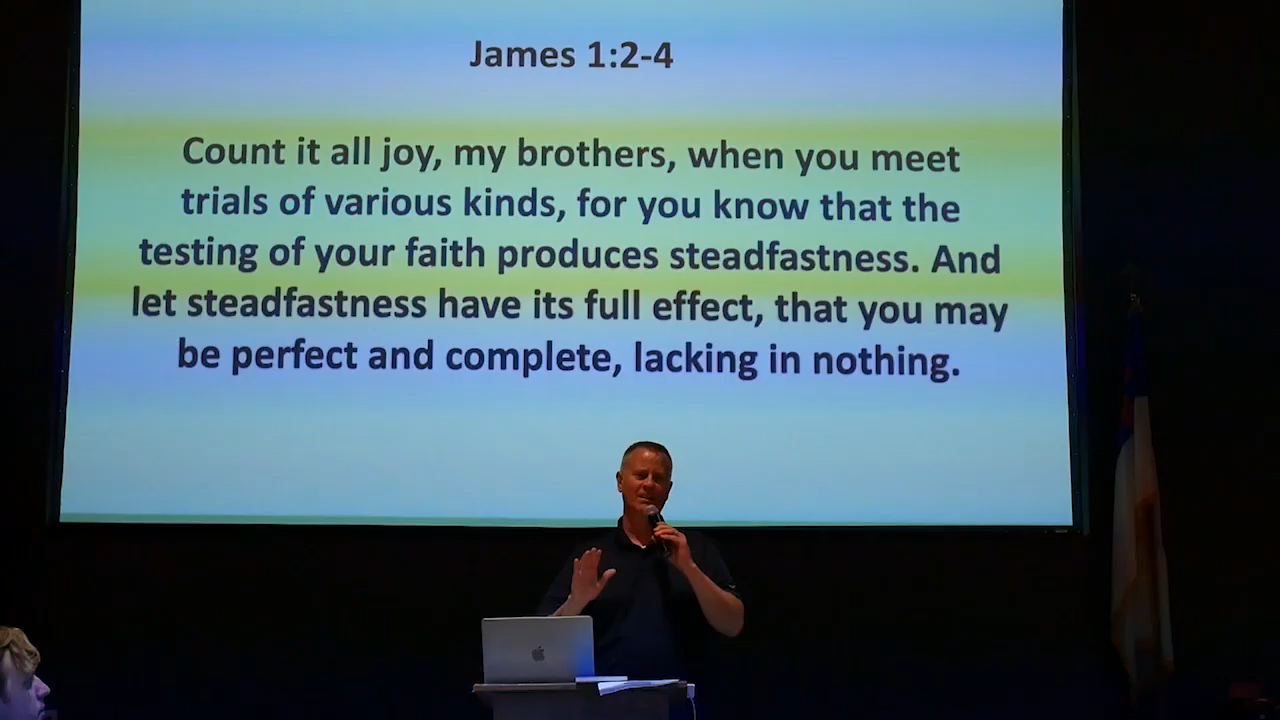 James 1:2-4
Count it all joy, my brothers, when you meet
trials of various kinds, for you know that the
testing of your faith produces steadfastness. And
let steadfastness have its full effect, that you may
be perfect and complete, lacking in nothing.